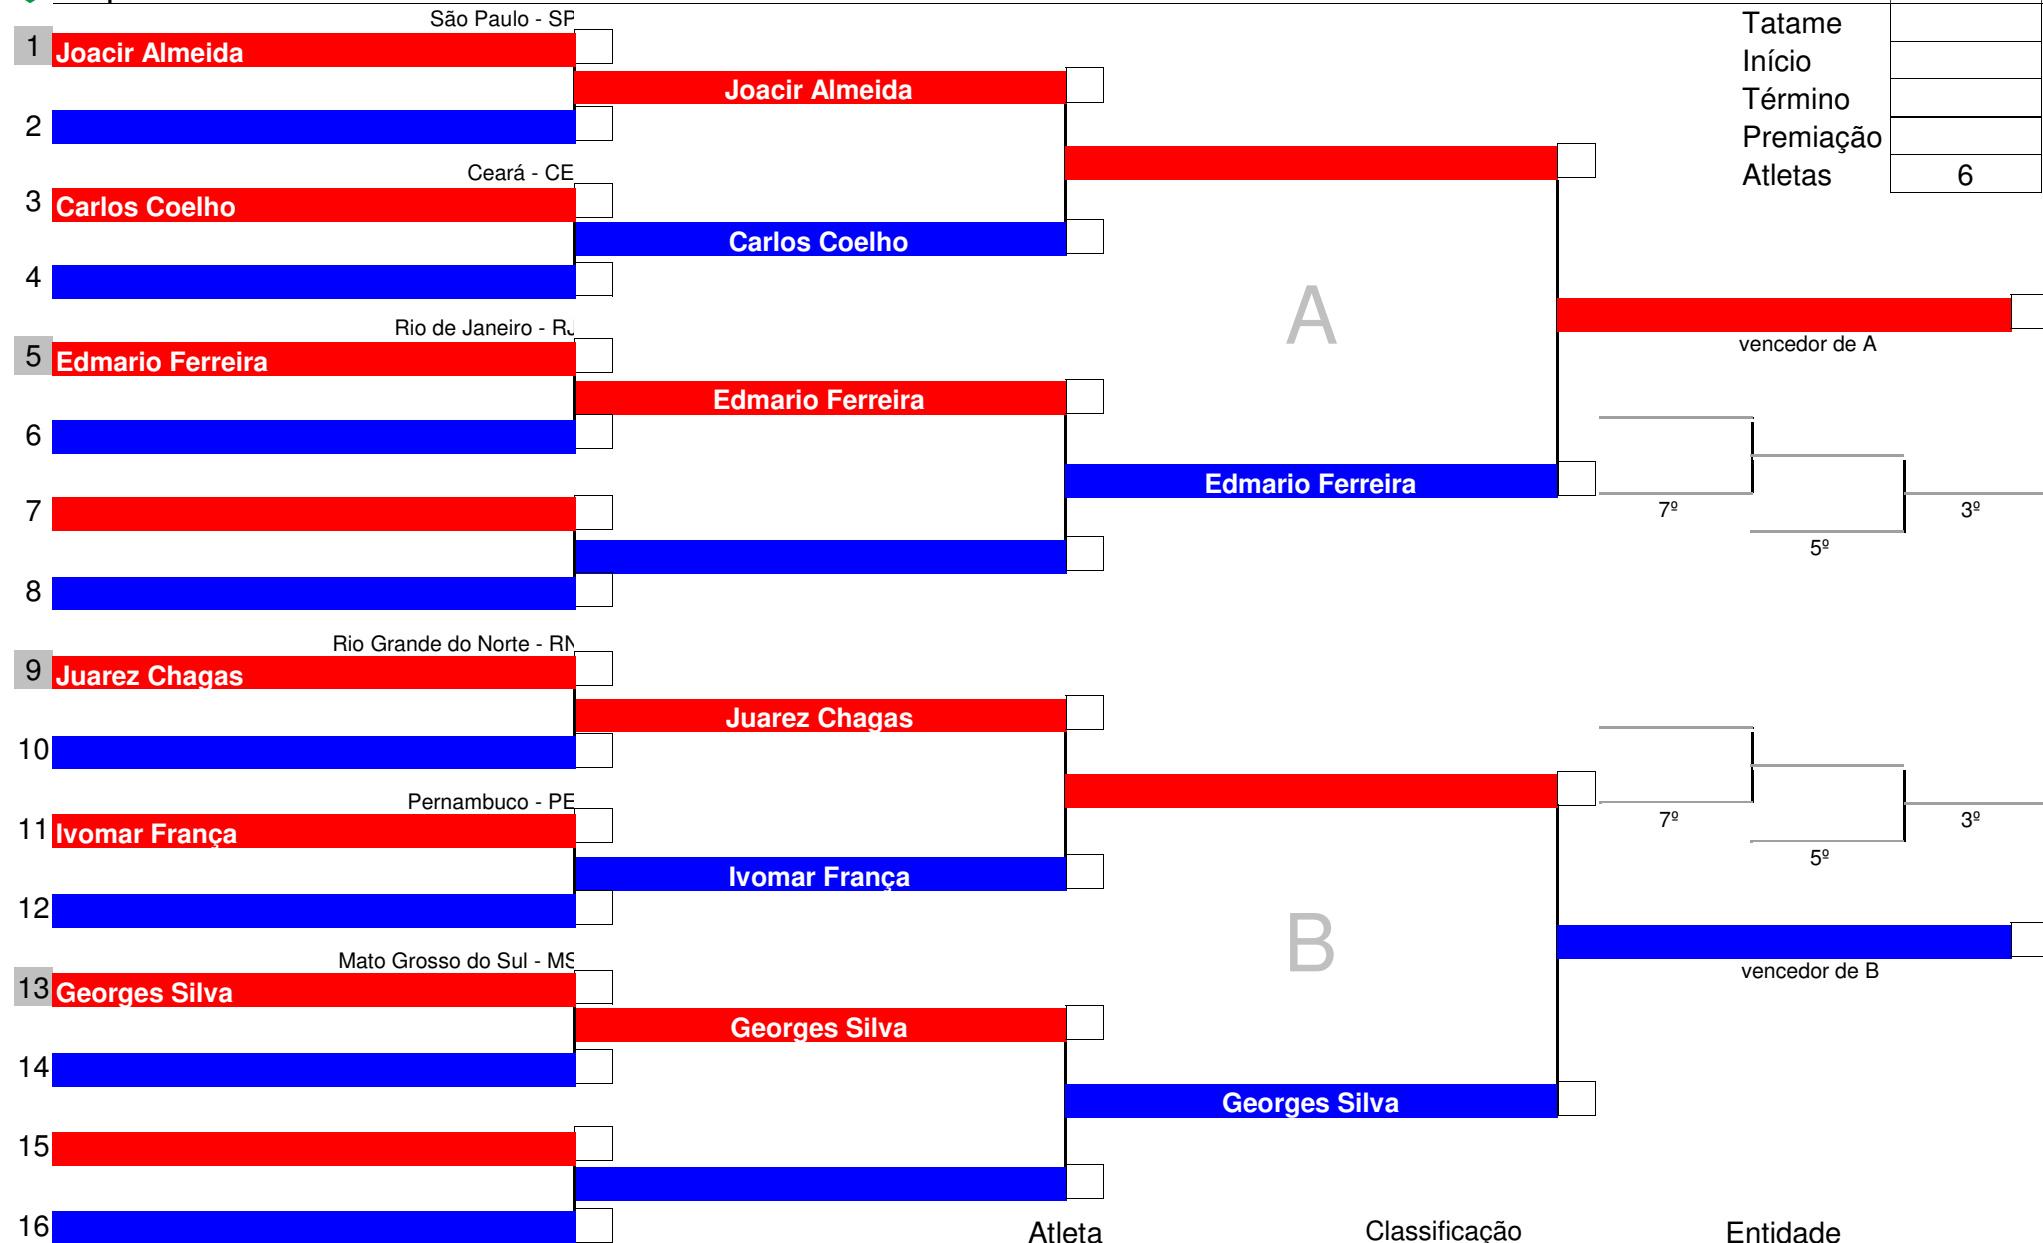 São Paulo - SP
Tatame
1 Joacir Almeida
Início
Joacir Almeida
Término
2
Premiação
Ceará - CE
Atletas 6
3 Carlos Coelho
Carlos Coelho
4
A
Rio de Janeiro - RJ
vencedor de A
5 Edmario Ferreira
Edmario Ferreira
6
Edmario Ferreira
7
7º 3º
5º
8
Rio Grande do Norte - RN
9 Juarez Chagas
Juarez Chagas
10
Pernambuco - PE
7º 3º
11 Ivomar França
5º
Ivomar França
12
B
Mato Grosso do Sul - MS
vencedor de B
13 Georges Silva
Georges Silva
14
Georges Silva
15
16
Atleta Classificação Entidade